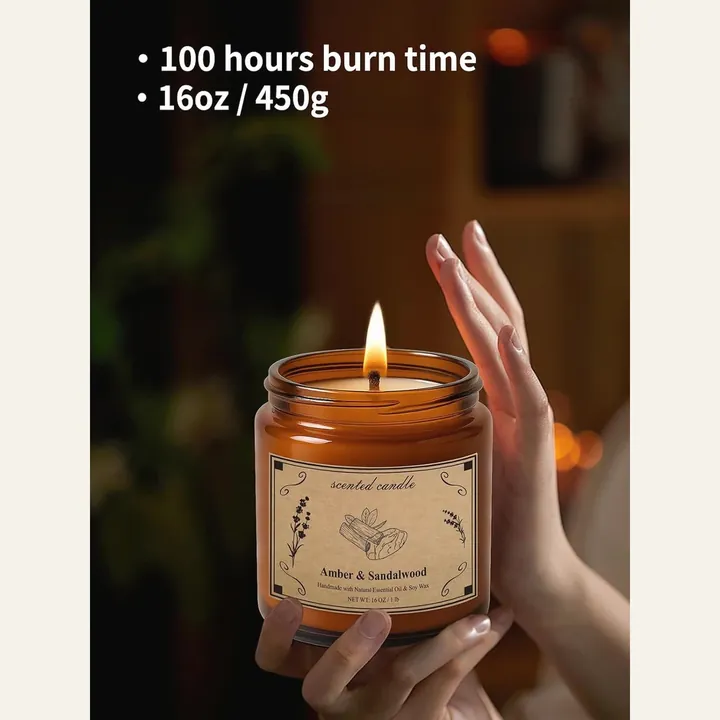 • 100 hours burn time
• 16oz / 450g
scented candle
Amber & Sandalwood
Handmade with Natural Essential Oil & Soy Wax
NET WT: 16 OZ / 1 lb